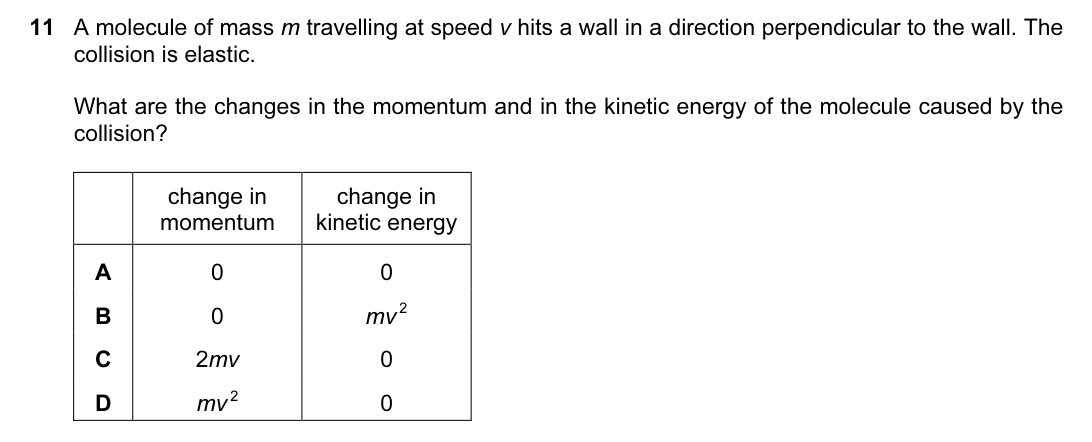 11 A molecule of mass m travelling at speed v hits a wall in a direction perpendicular to the wall. The
collision is elastic.
What are the changes in the momentum and in the kinetic energy of the molecule caused by the
collision?
change in momentum change in kinetic energy
A 0 0
B 0 mv²
C 2mv 0
D mv² 0